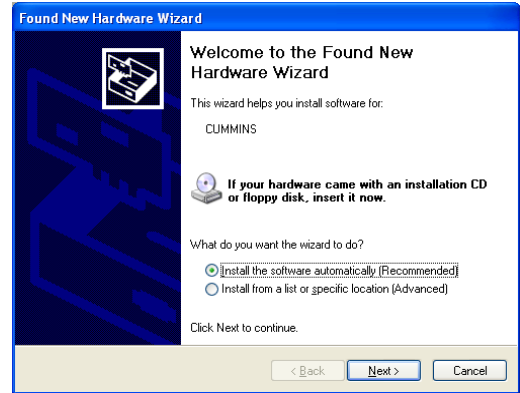 Found New Hardware Wizard
Welcome to the Found New
Hardware Wizard
This wizard helps you install software for:
CUMMINS
If your hardware came with an installation CD
or floppy disk, insert it now.
What do you want the wizard to do?
Install the software automatically (Recommended)
Install from a list or specific location (Advanced)
Click Next to continue.
< Back Next > Cancel